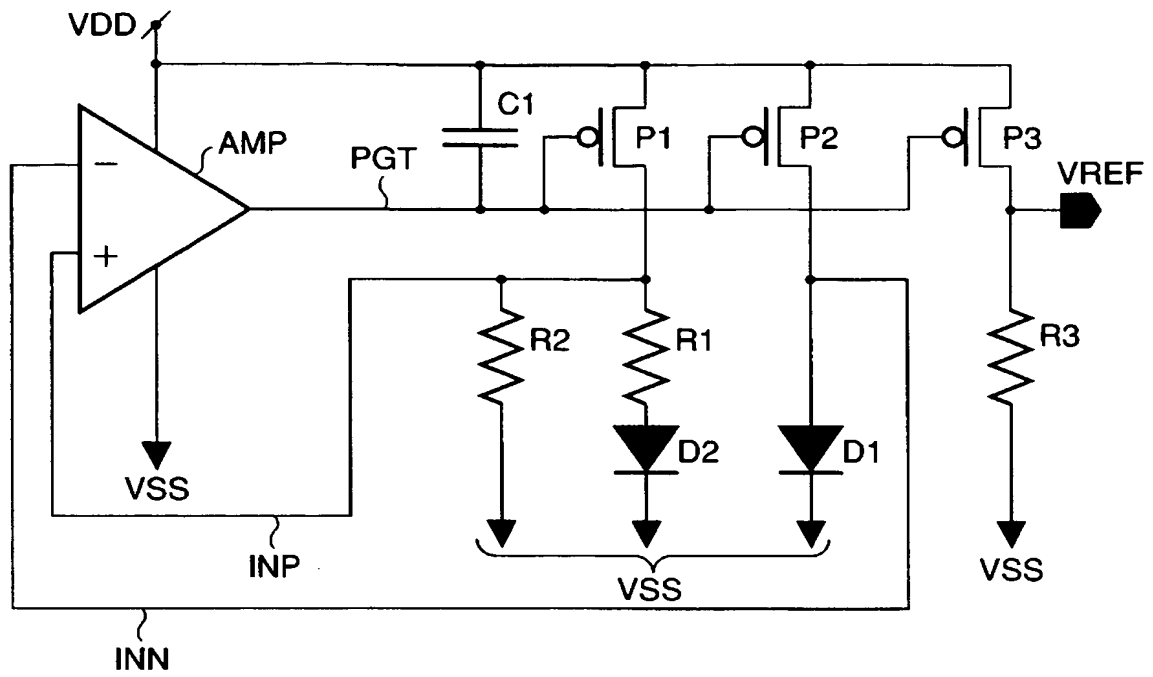 VDD
C1
AMP
PGT
P1
P2
P3
VREF
−
+
R2
R1
R3
D2
D1
VSS
INP
VSS
VSS
INN